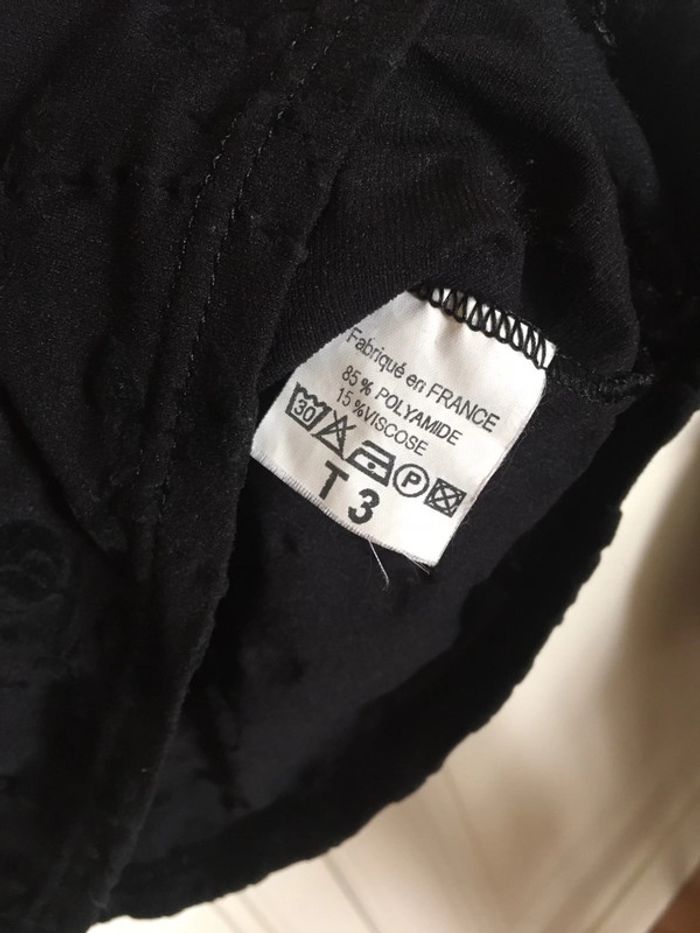 Fabriqué en FRANCE
85 % POLYAMIDE
15 %VISCOSE
30 P
T 3